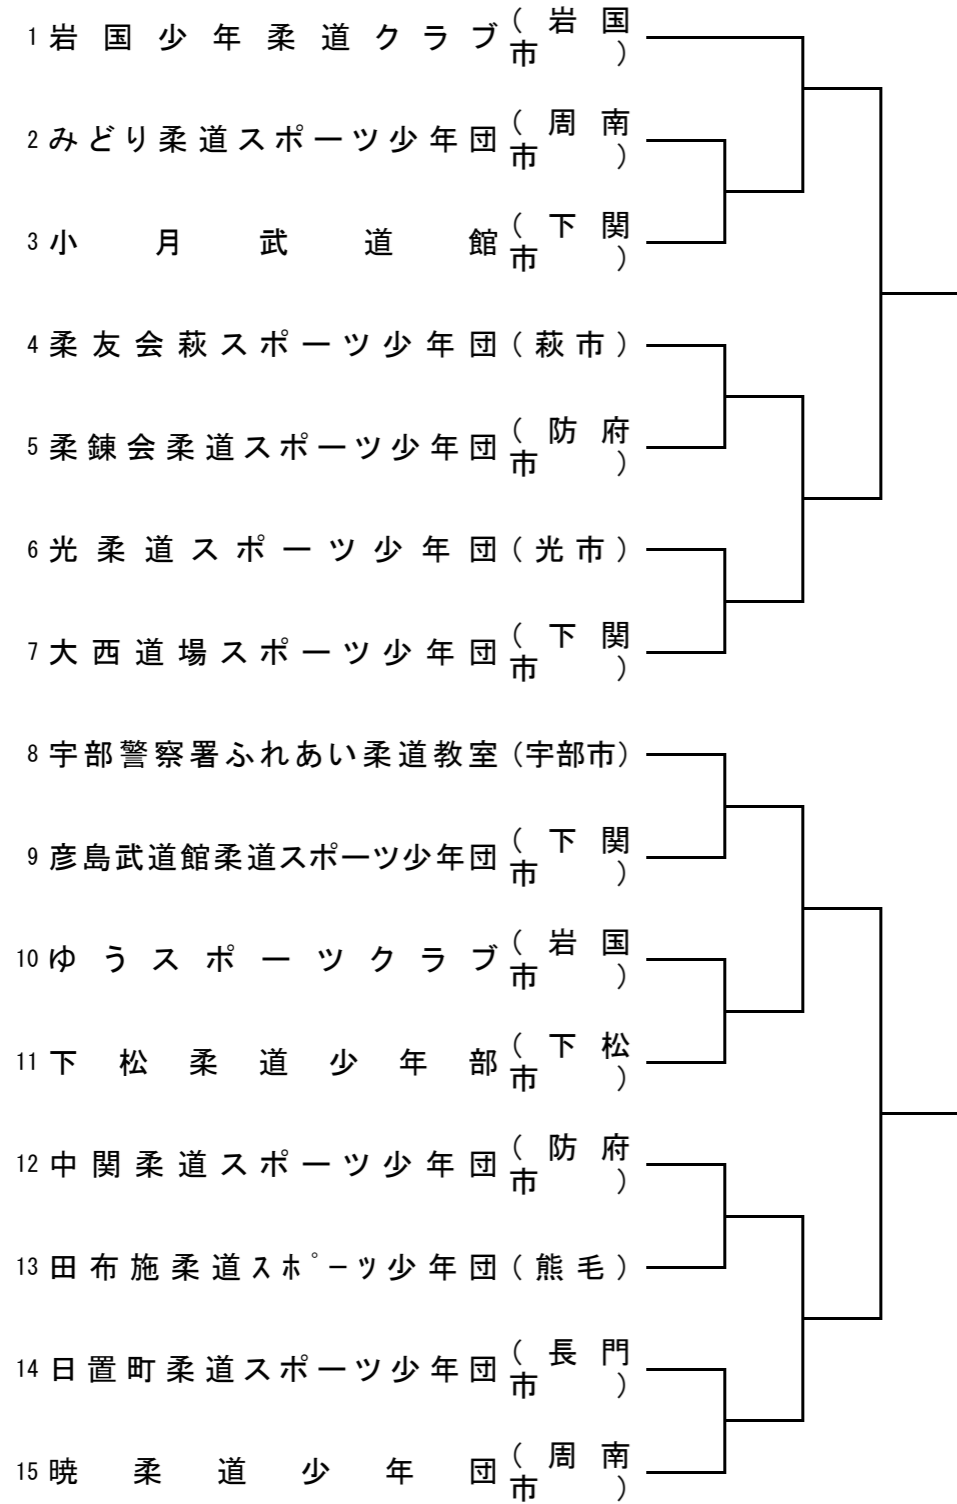 1 岩国少年柔道クラブ (岩国市)
2 みどり柔道スポーツ少年団 (周南市)
3 小月武道館 (下関市)
4 柔友会萩スポーツ少年団 (萩市)
5 柔錬会柔道スポーツ少年団 (防府市)
6 光柔道スポーツ少年団 (光市)
7 大西道場スポーツ少年団 (下関市)
8 宇部警察署ふれあい柔道教室 (宇部市)
9 彦島武道館柔道スポーツ少年団 (下関市)
10 ゆうスポーツクラブ (岩国市)
11 下松柔道少年部 (下松市)
12 中関柔道スポーツ少年団 (防府市)
13 田布施柔道スポーツ少年団 (熊毛)
14 日置町柔道スポーツ少年団 (長門市)
15 暁柔道少年団 (周南市)